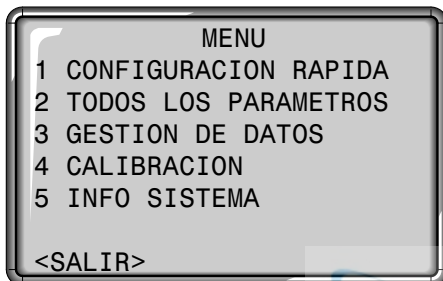 MENU
1 CONFIGURACION RAPIDA
2 TODOS LOS PARAMETROS
3 GESTION DE DATOS
4 CALIBRACION
5 INFO SISTEMA
<SALIR>